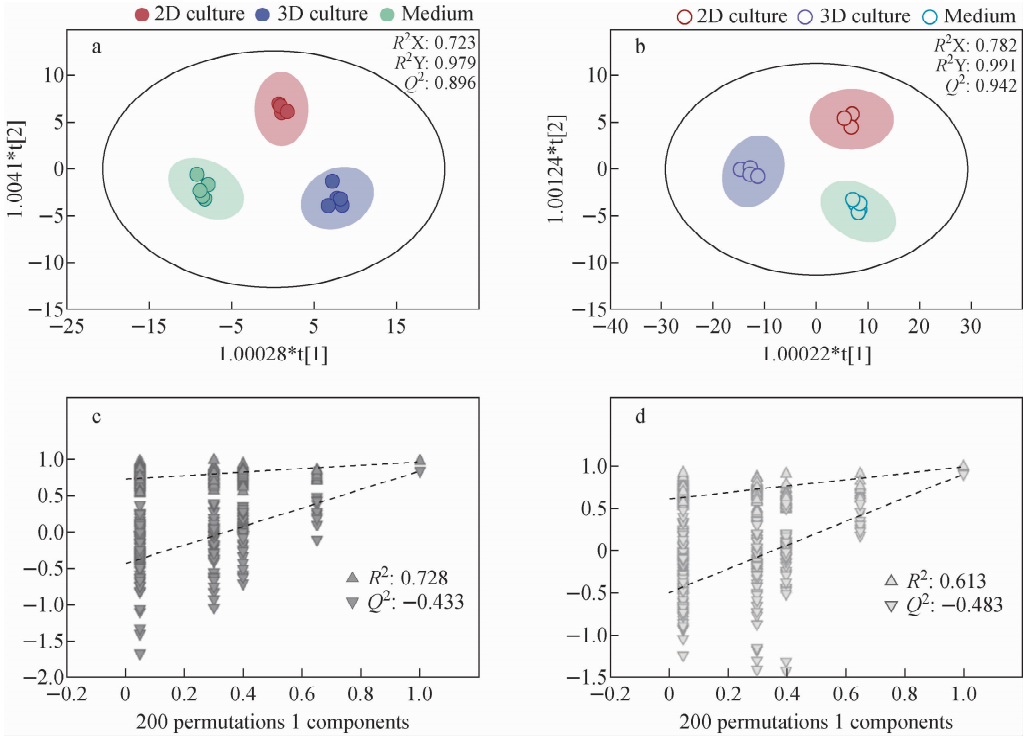 2D culture 3D culture Medium
a
R²X: 0.723
R²Y: 0.979
Q²: 0.896
10
5
0
−5
−10
−15
−25 −15 −5 5 15
1.0041*t[2]
1.00028*t[1]
2D culture 3D culture Medium
b
R²X: 0.782
R²Y: 0.991
Q²: 0.942
10
5
0
−5
−10
−15
−40 −30 −20 −10 0 10 20 30
1.00124*t[2]
1.00022*t[1]
c
1.0
0.5
0.0
−0.5
−1.0
−1.5
−2.0
−0.2 0 0.2 0.4 0.6 0.8 1.0
R²: 0.728
Q²: −0.433
200 permutations 1 components
d
1.0
0.5
0
−0.5
−1.0
−1.5
−0.2 0 0.2 0.4 0.6 0.8 1.0
R²: 0.613
Q²: −0.483
200 permutations 1 components